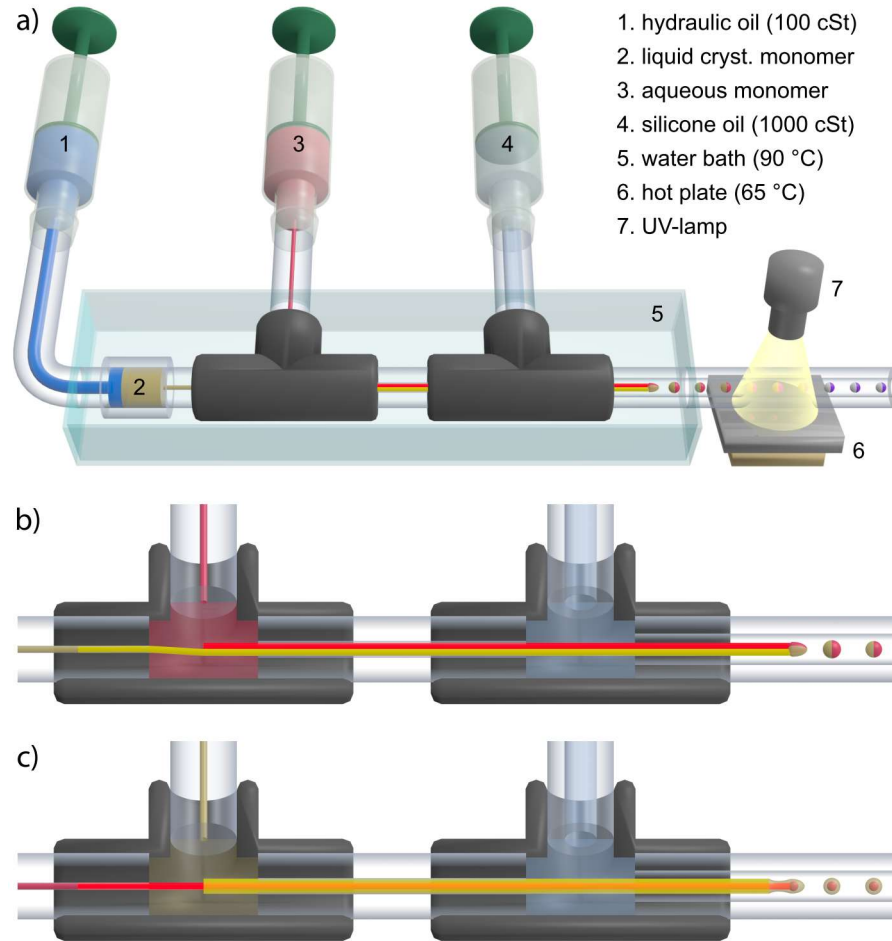 a)
1. hydraulic oil (100 cSt)
2. liquid cryst. monomer
3. aqueous monomer
4. silicone oil (1000 cSt)
5. water bath (90 °C)
6. hot plate (65 °C)
7. UV-lamp
1
3
4
7
5
2
6
b)
c)